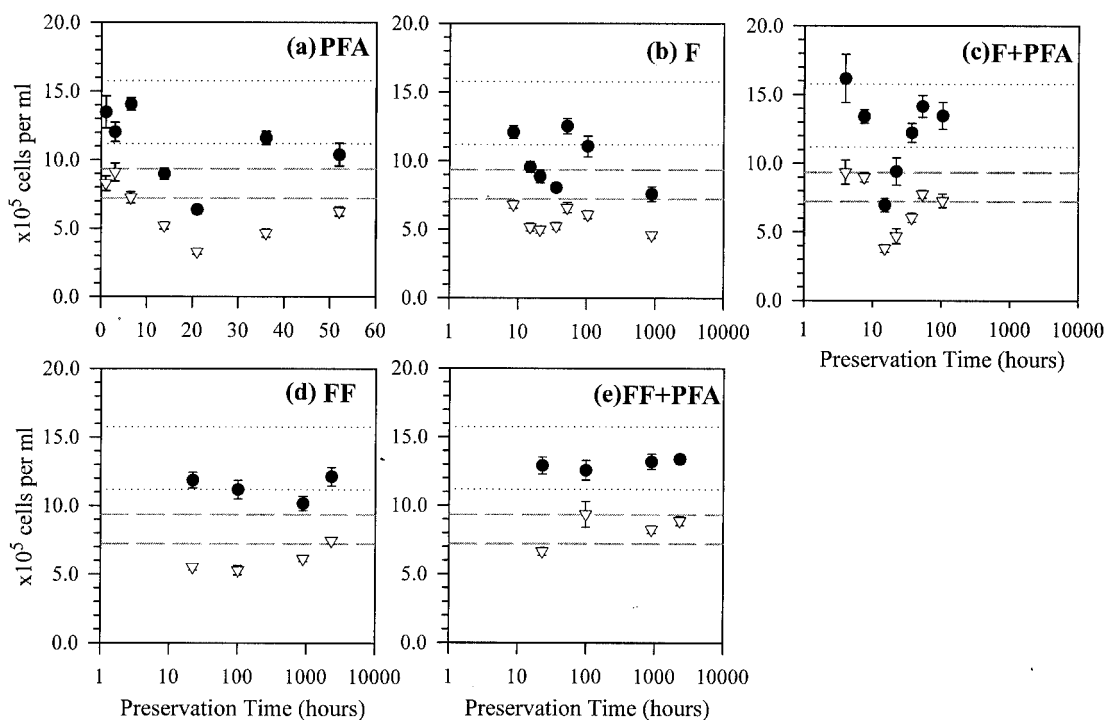 20.0
15.0
10.0
5.0
0.0
x10⁵ cells per ml
(a) PFA
0 10 20 30 40 50 60
20.0
15.0
10.0
5.0
0.0
(b) F
1 10 100 1000 10000
20.0
15.0
10.0
5.0
0.0
(c) F+PFA
1 10 100 1000 10000
Preservation Time (hours)
20.0
15.0
10.0
5.0
0.0
x10⁵ cells per ml
(d) FF
1 10 100 1000 10000
Preservation Time (hours)
20.0
15.0
10.0
5.0
0.0
(e) FF+PFA
1 10 100 1000 10000
Preservation Time (hours)